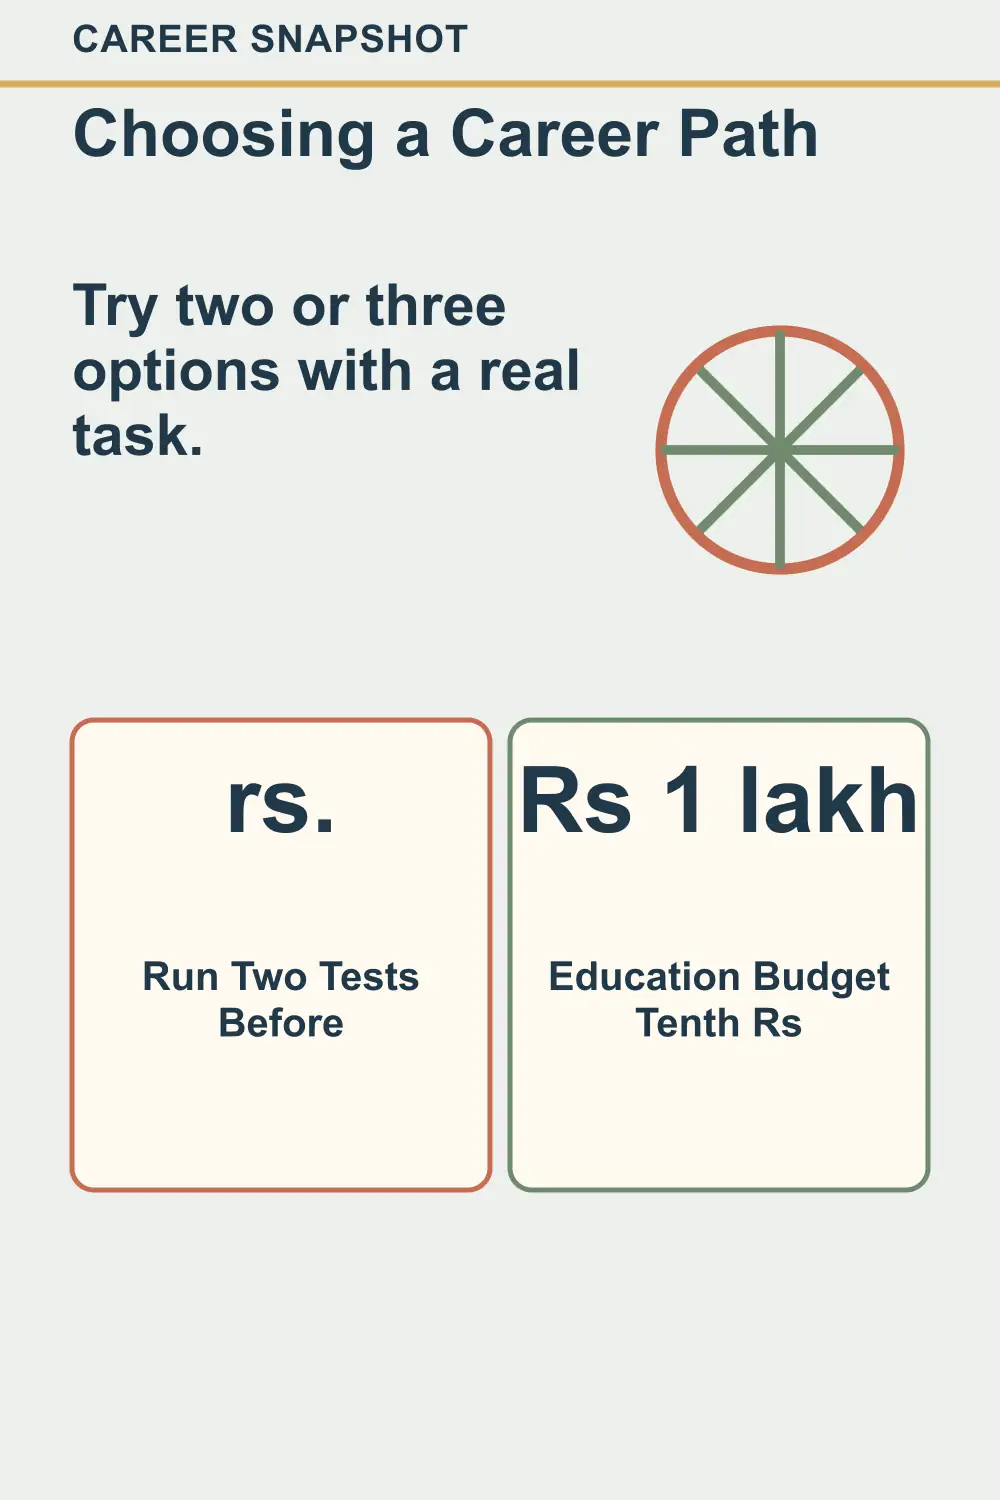 CAREER SNAPSHOT
Choosing a Career Path
Try two or three
options with a real
task.
rs.
Run Two Tests
Before
Rs 1 lakh
Education Budget
Tenth Rs